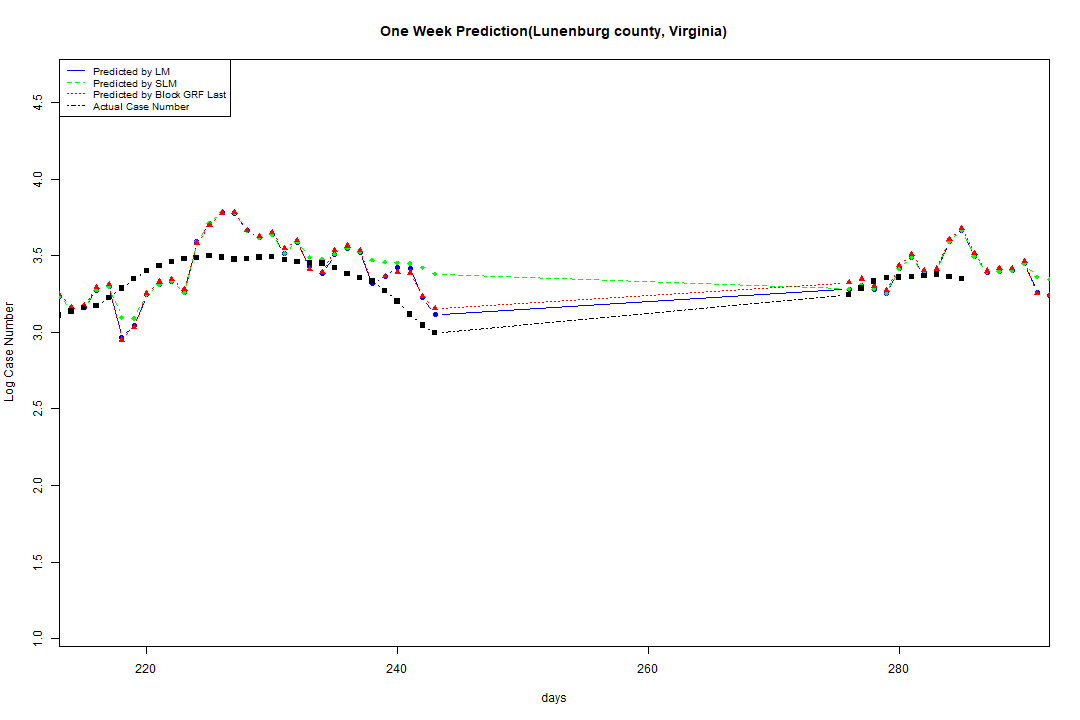 One Week Prediction(Lunenburg county, Virginia)
Predicted by LM
Predicted by SLM
Predicted by Block GRF Last
Actual Case Number
4.5
4.0
3.5
3.0
2.5
2.0
1.5
1.0
Log Case Number
220 240 260 280
days